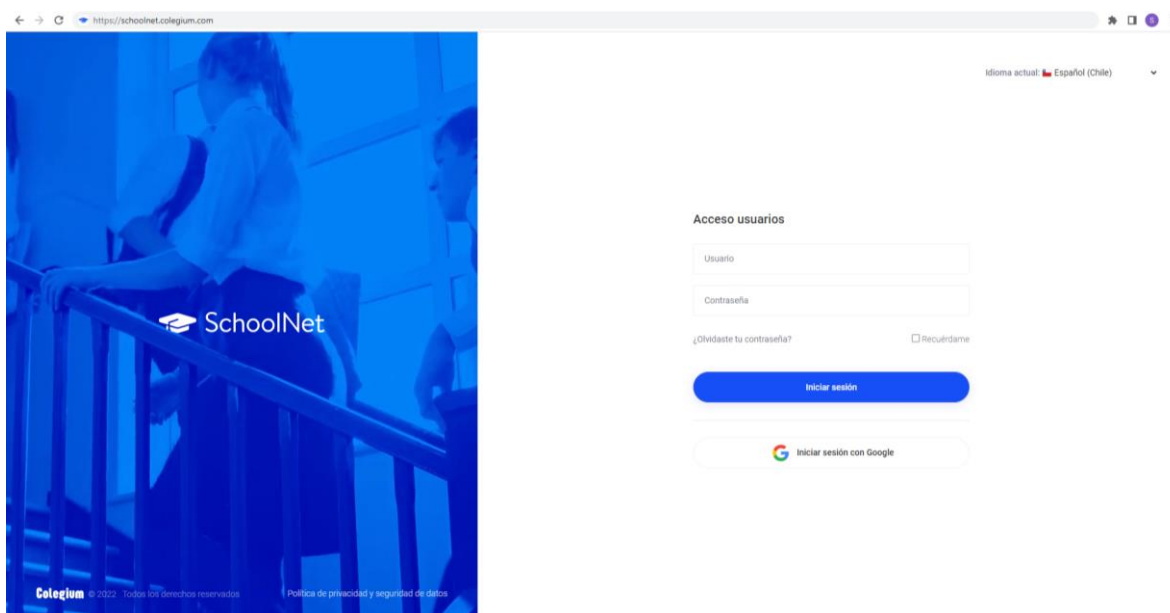 https://schoolnet.colegium.com
S
Idioma actual: Español (Chile)
Acceso usuarios
Usuario
Contraseña
¿Olvidaste tu contraseña? Recuérdame
Iniciar sesión
Iniciar sesión con Google
SchoolNet
Colegium © 2022 Todos los derechos reservados Política de privacidad y seguridad de datos